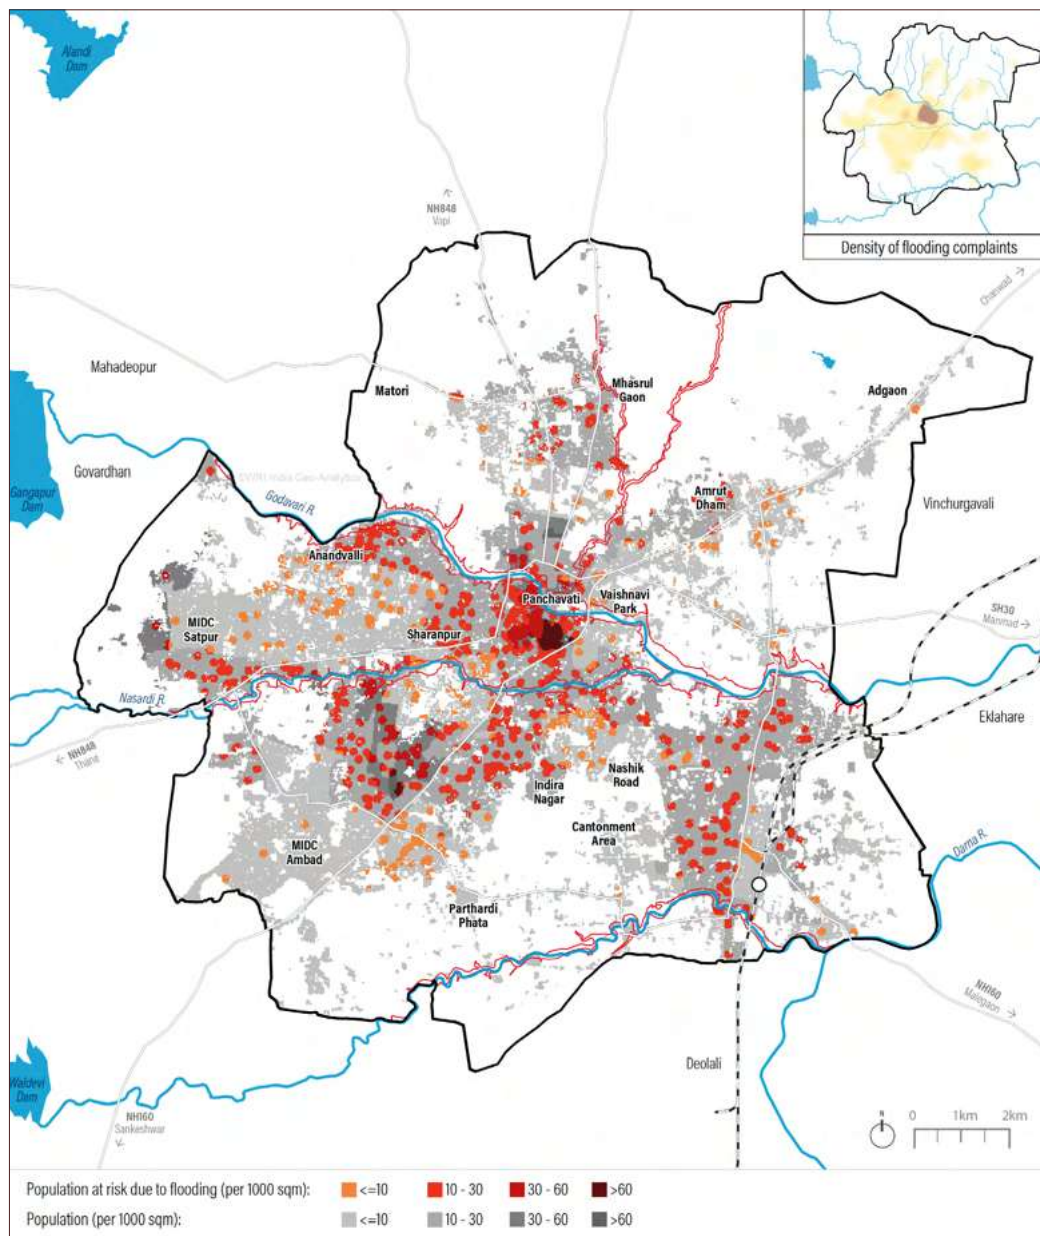 Alandi
Dam
Density of flooding complaints
NH848
Vapi
Chanwad
Mahadeopur
Matori
Mhasrul
Gaon
Adgaon
Govardhan
Gangapur
Dam
Godavari R.
Amrut
Dham
Vinchurgavali
Anandvalli
Panchavati
Vaishnavi
Park
MIDC
Satpur
Sharanpur
SH30
Manmad
Nasardi R.
NH848
Thane
Eklahare
Indira
Nagar
Nashik
Road
Cantonment
Area
MIDC
Ambad
Darna R.
Parthardi
Phata
NH160
Malegaon
Deolali
Waldevi
Dam
NH160
Sankeshwar
N
0 1km 2km
Population at risk due to flooding (per 1000 sqm): <=10 10 - 30 30 - 60 >60
Population (per 1000 sqm): <=10 10 - 30 30 - 60 >60